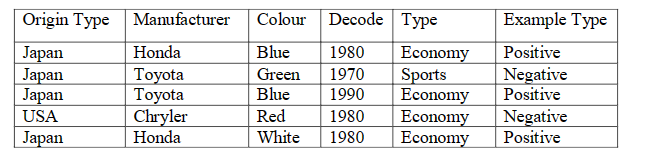 Origin Type Manufacturer Colour Decode Type Example Type
Japan Honda Blue 1980 Economy Positive
Japan Toyota Green 1970 Sports Negative
Japan Toyota Blue 1990 Economy Positive
USA Chryler Red 1980 Economy Negative
Japan Honda White 1980 Economy Positive